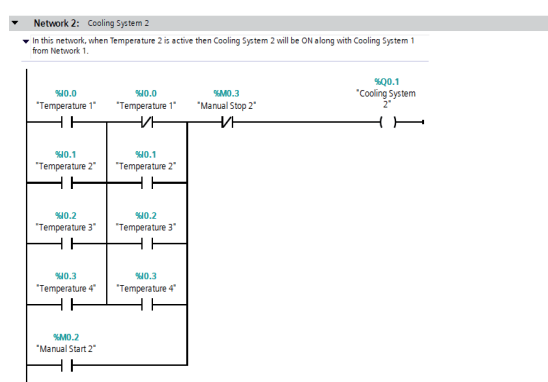 Network 2: Cooling System 2
In this network, when Temperature 2 is active then Cooling System 2 will be ON along with Cooling System 1
from Network 1.
%I0.0 %I0.0 %M0.3 %Q0.1
"Temperature 1" "Temperature 1" "Manual Stop 2" "Cooling System
2"
%I0.1 %I0.1
"Temperature 2" "Temperature 2"
%I0.2 %I0.2
"Temperature 3" "Temperature 3"
%I0.3 %I0.3
"Temperature 4" "Temperature 4"
%M0.2
"Manual Start 2"